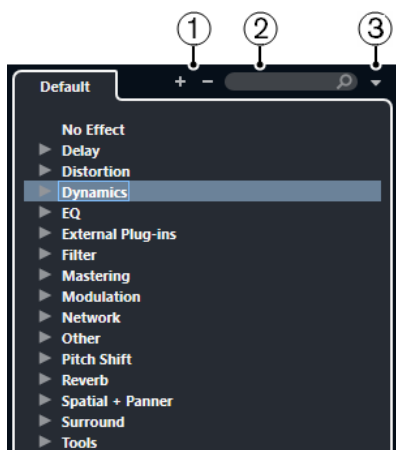 1 2 3
Default + −
No Effect
Delay
Distortion
Dynamics
EQ
External Plug-ins
Filter
Mastering
Modulation
Network
Other
Pitch Shift
Reverb
Spatial + Panner
Surround
Tools